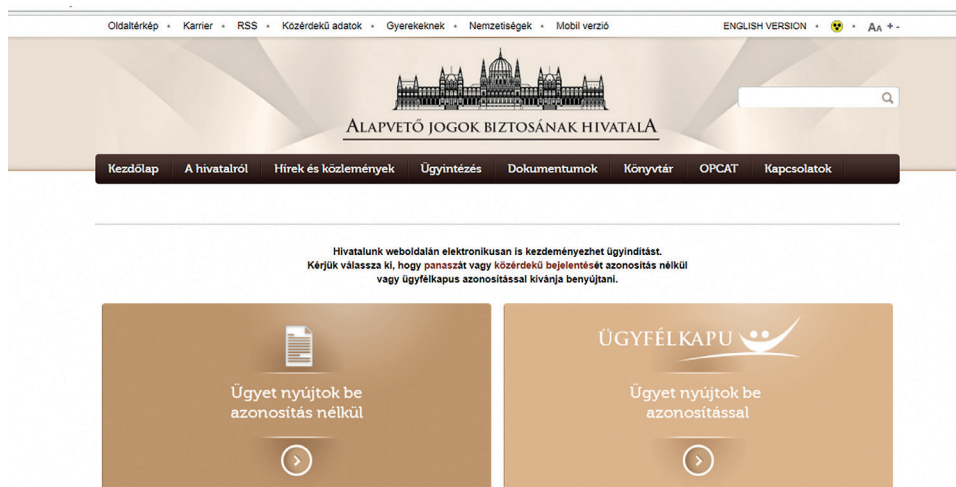 Oldaltérkép • Karrier • RSS • Közérdekű adatok • Gyerekeknek • Nemzetiségek • Mobil verzió ENGLISH VERSION • • AA + -
ALAPVETŐ JOGOK BIZTOSÁNAK HIVATALA
Kezdőlap A hivatalról Hírek és közlemények Ügyintézés Dokumentumok Könyvtár OPCAT Kapcsolatok
Hivatalunk weboldalán elektronikusan is kezdeményezhet ügyindítást.
Kérjük válassza ki, hogy panaszát vagy közérdekű bejelentését azonosítás nélkül
vagy ügyfélkapus azonosítással kívánja benyújtani.
Ügyet nyújtok be
azonosítás nélkül
ÜGYFÉLKAPU
Ügyet nyújtok be
azonosítással